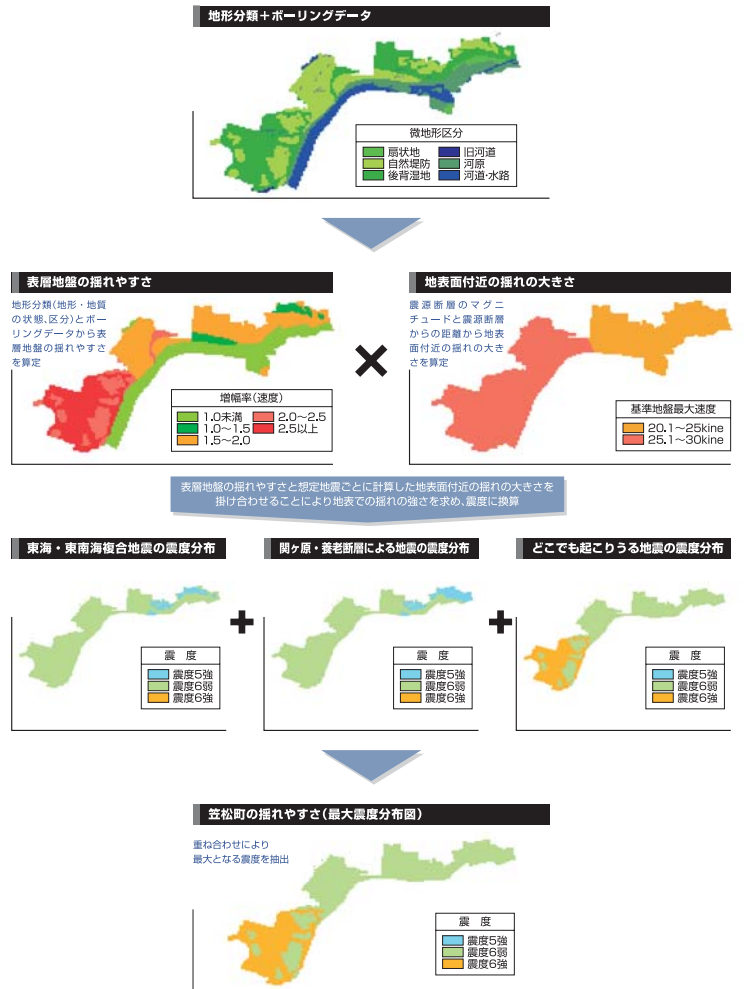 地形分類＋ボーリングデータ
微地形区分
扇状地
旧河道
自然堤防
河原
後背湿地
河道・水路
表層地盤の揺れやすさ
地形分類(地形・地質
の状態、区分)とボー
リングデータから表
層地盤の揺れやすさ
を算定
増幅率(速度)
1.0未満
2.0〜2.5
1.0〜1.5
2.5以上
1.5〜2.0
×
地表面付近の揺れの大きさ
震源断層のマグニ
チュードと震源断層
からの距離から地表
面付近の揺れの大き
さを算定
基準地盤最大速度
20.1〜25kine
25.1〜30kine
表層地盤の揺れやすさと想定地震ごとに計算した地表面付近の揺れの大きさを
掛け合わせることにより地表での揺れの強さを求め、震度に換算
東海・東南海複合地震の震度分布
震 度
震度5強
震度6弱
震度6強
＋
関ヶ原・養老断層による地震の震度分布
震 度
震度5強
震度6弱
震度6強
＋
どこでも起こりうる地震の震度分布
震 度
震度5強
震度6弱
震度6強
笠松町の揺れやすさ(最大震度分布図)
重ね合わせにより
最大となる震度を抽出
震 度
震度5強
震度6弱
震度6強